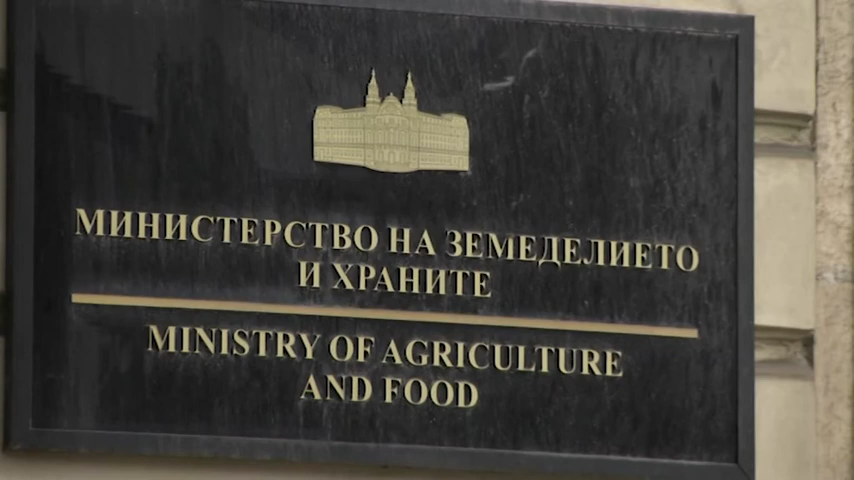 МИНИСТЕРСТВО НА ЗЕМЕДЕЛИЕТО
И ХРАНИТЕ
MINISTRY OF AGRICULTURE
AND FOOD